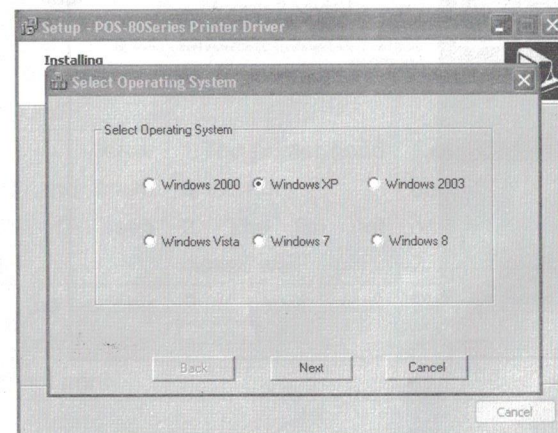 Setup - POS-80Series Printer Driver
Installing
Select Operating System
Select Operating System
Windows 2000 Windows XP Windows 2003
Windows Vista Windows 7 Windows 8
Back Next Cancel
Cancel